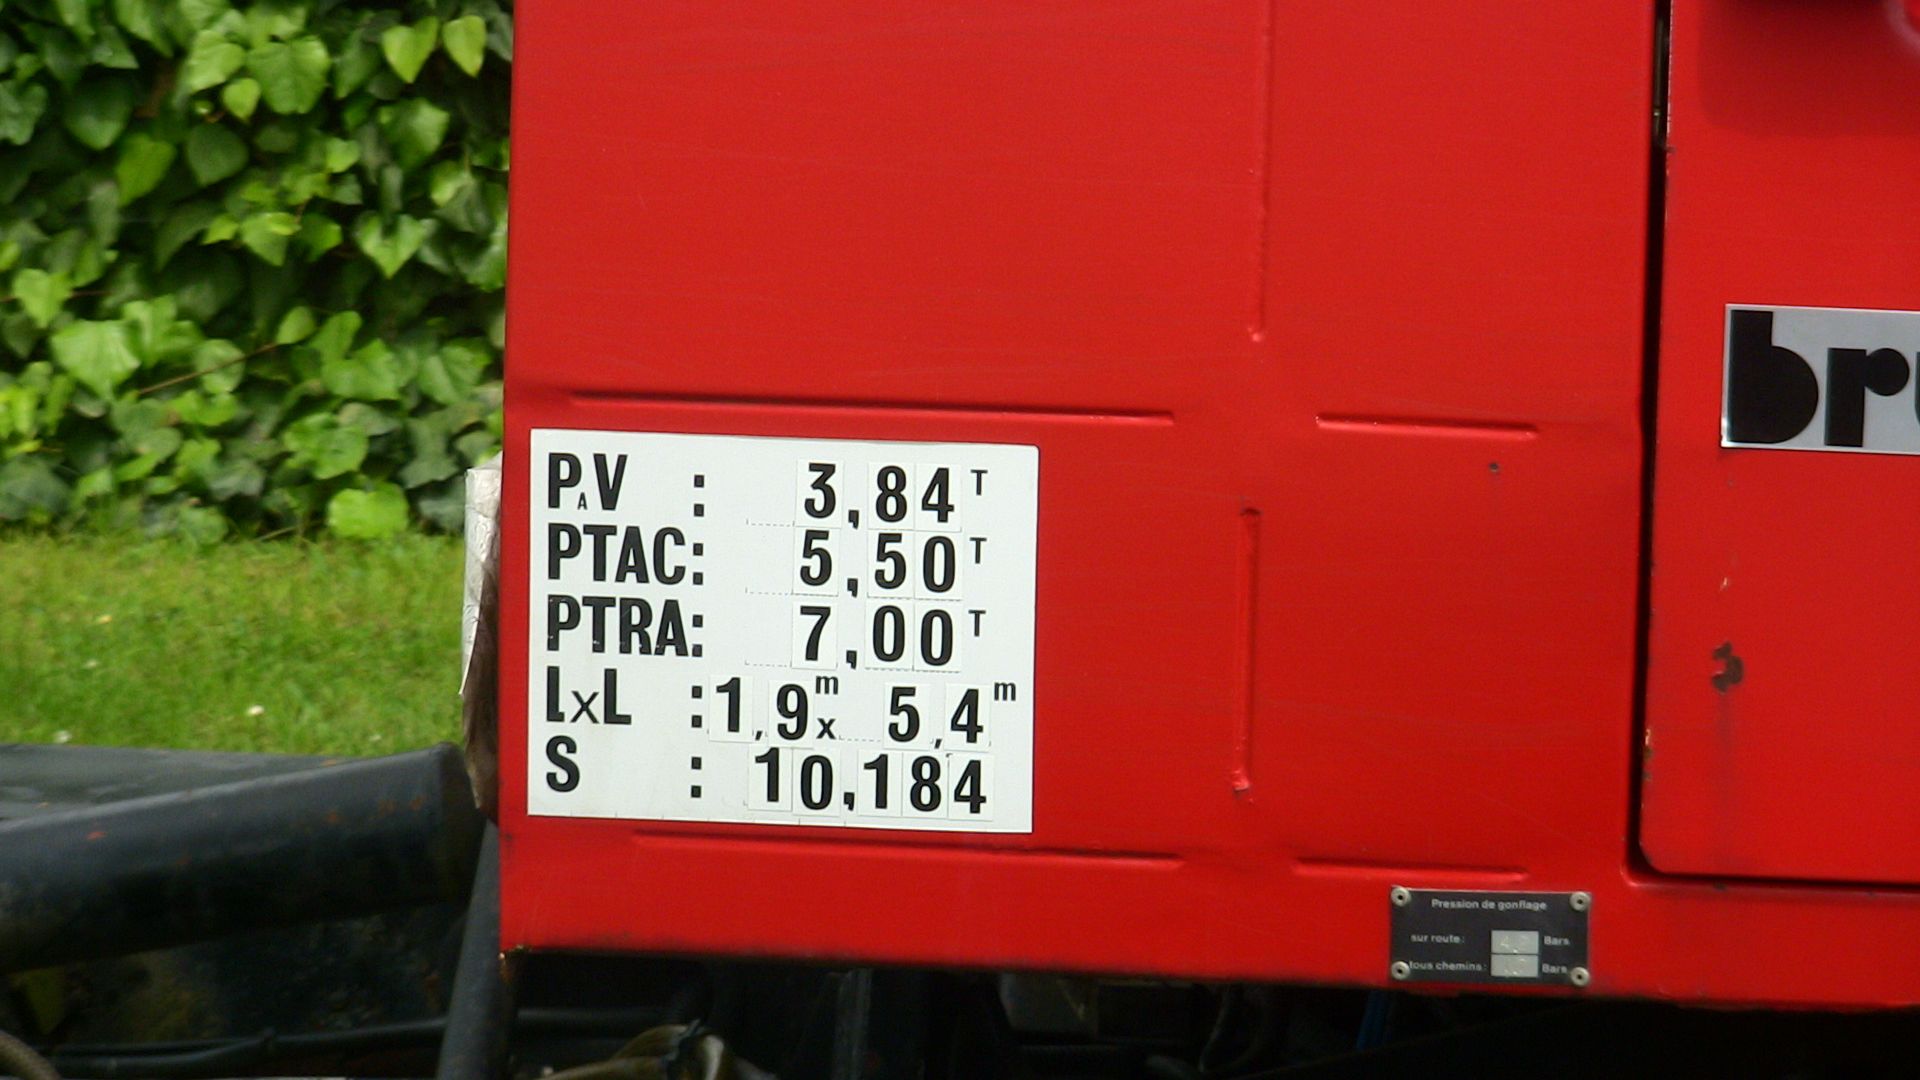 PAV : 3,84 T
PTAC: 5,50 T
PTRA: 7,00 T
LxL : 1,9m x 5,4m
S : 10,184
bru
Pression de gonflage
sur route: Bars
tous chemins: Bars